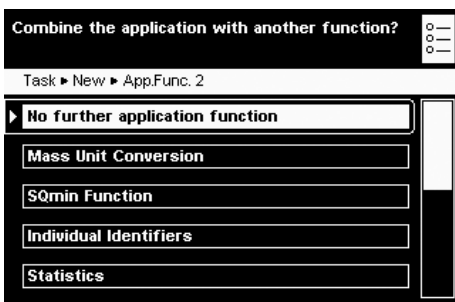 Combine the application with another function?
Task ▸ New ▸ App.Func. 2
No further application function
Mass Unit Conversion
SQmin Function
Individual Identifiers
Statistics